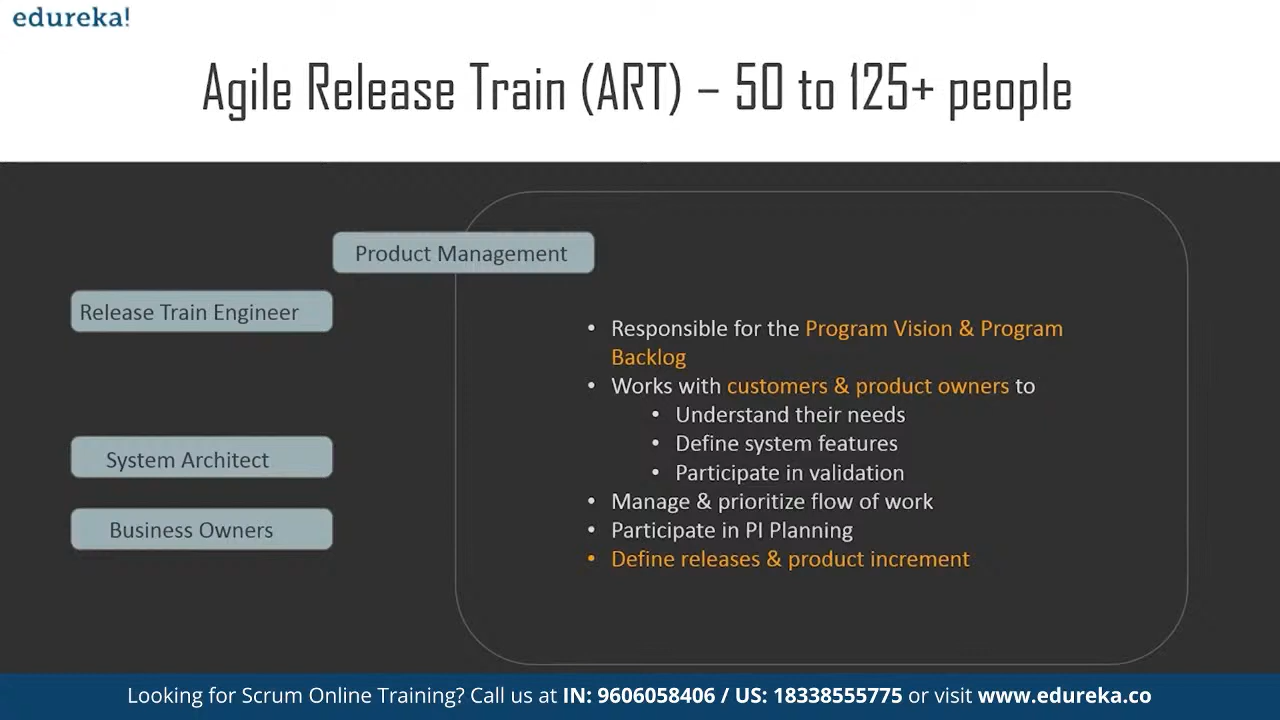 edureka!
Agile Release Train (ART) – 50 to 125+ people
Product Management
Release Train Engineer
System Architect
Business Owners
• Responsible for the Program Vision & Program
Backlog
• Works with customers & product owners to
• Understand their needs
• Define system features
• Participate in validation
• Manage & prioritize flow of work
• Participate in PI Planning
• Define releases & product increment
Looking for Scrum Online Training? Call us at IN: 9606058406 / US: 18338555775 or visit www.edureka.co